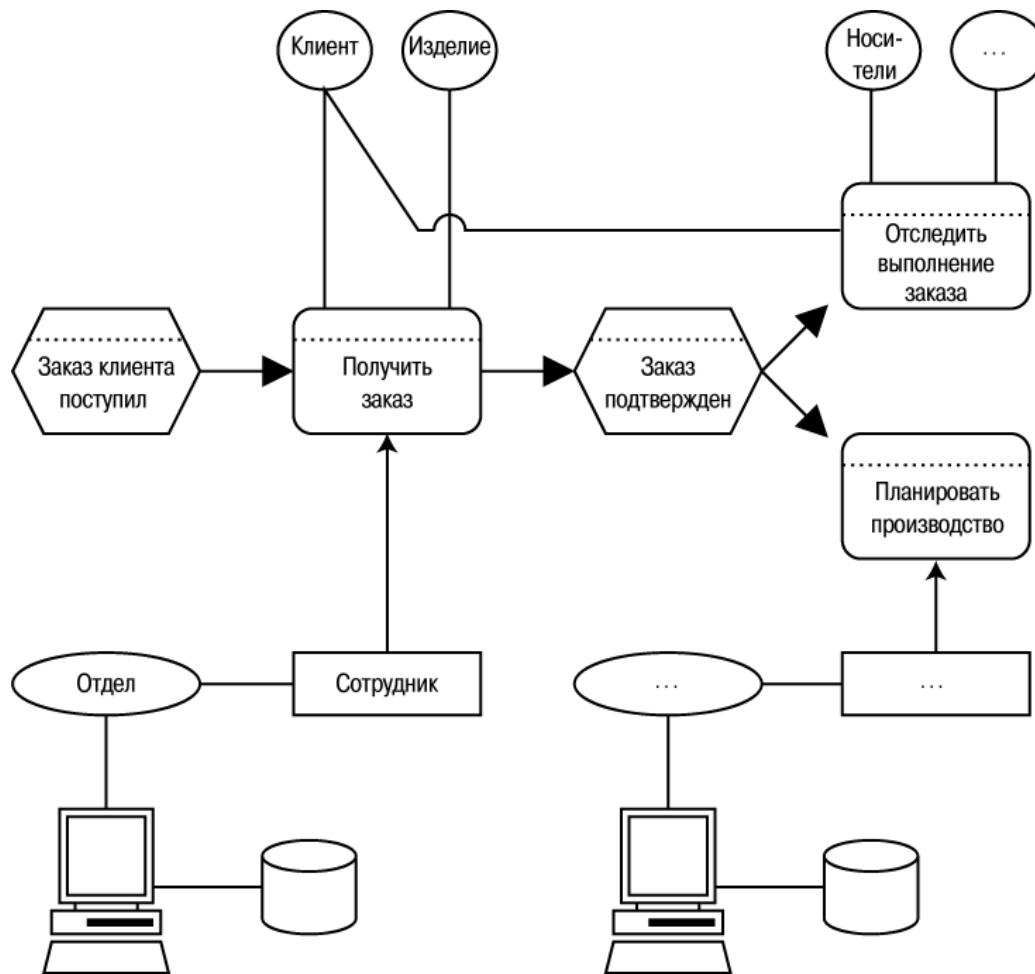 Клиент
Изделие
Носи-
тели
...
Отследить
выполнение
заказа
Заказ клиента
поступил
Получить
заказ
Заказ
подтвержден
Планировать
производство
Отдел
Сотрудник
...
...